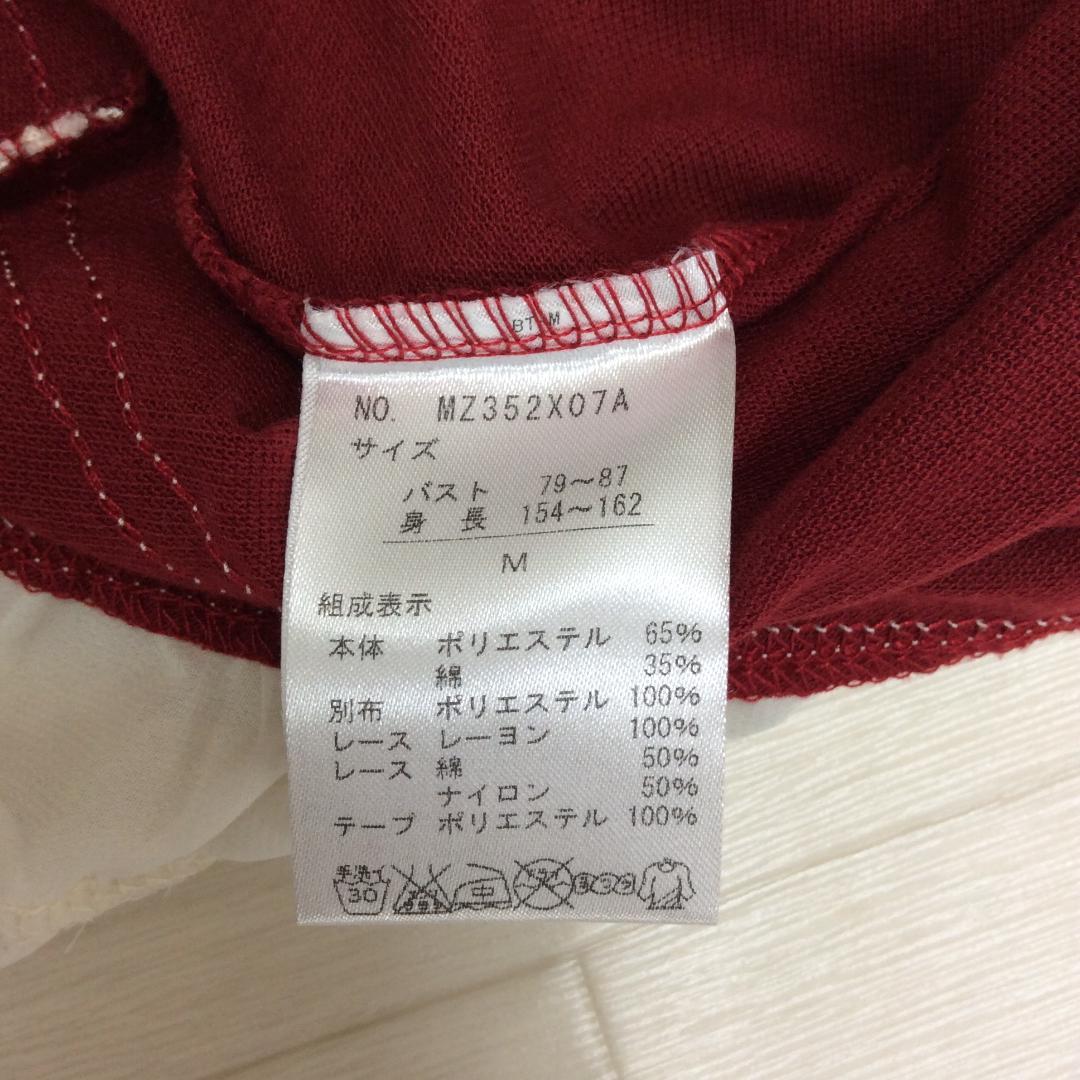 BT M
NO. MZ352X07A
サイズ
バスト 79～87
身長 154～162
M
組成表示
本体 ポリエステル 65%
綿 35%
別布 ポリエステル 100%
レース レーヨン 100%
レース 綿 50%
ナイロン 50%
テープ ポリエステル 100%
手洗イ
30 中